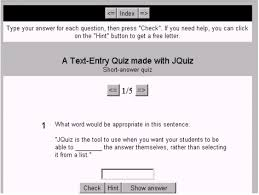 <= Index =>
Type your answer for each question, then press "Check". If you need help, you can click
on the "Hint" button to get a free letter.
A Text-Entry Quiz made with JQuiz
Short-answer quiz
<= 1/5 =>
1 What word would be appropriate in this sentence:
"JQuiz is the tool to use when you want your students to be
able to ________ the answer themselves, rather than selecting
it from a list."
Check Hint Show answer